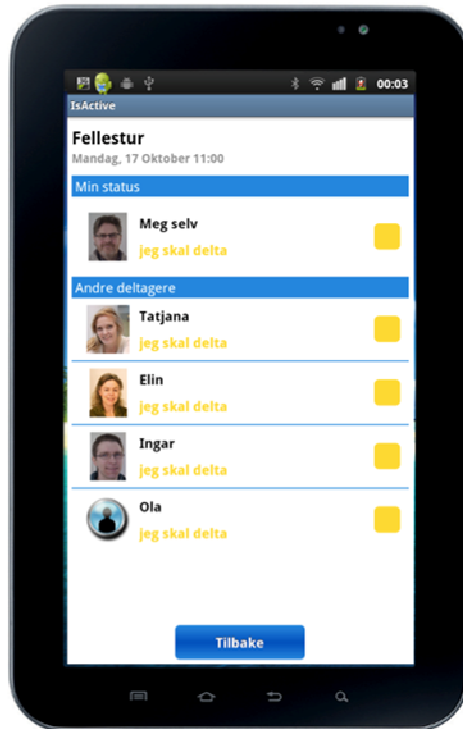 00:03
IsActive
Fellestur
Mandag, 17 Oktober 11:00
Min status
Meg selv
jeg skal delta
Andre deltagere
Tatjana
jeg skal delta
Elin
jeg skal delta
Ingar
jeg skal delta
Ola
jeg skal delta
Tilbake